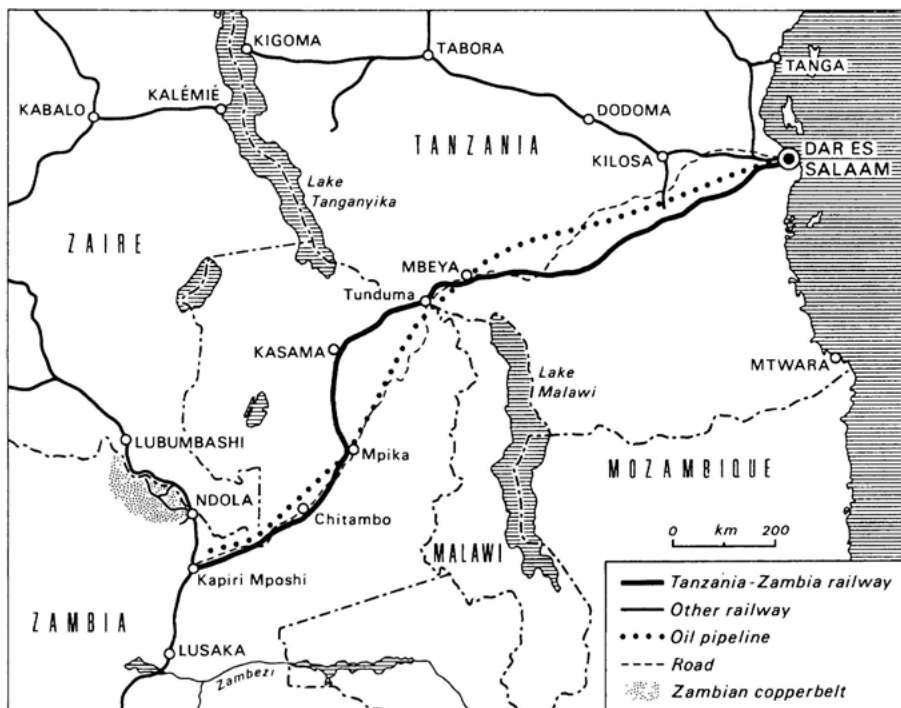 KIGOMA
TABORA
TANGA
KABALO
KALÉMIÉ
DODOMA
TANZANIA
KILOSA
DAR ES
SALAAM
Lake
Tanganyika
ZAIRE
MBEYA
Tunduma
KASAMA
Lake
Malawi
MTWARA
LUBUMBASHI
Mpika
MOZAMBIQUE
NDOLA
Chitambo
0 km 200
MALAWI
Kapiri Mposhi
ZAMBIA
LUSAKA
Zambezi
Tanzania-Zambia railway
Other railway
Oil pipeline
Road
Zambian copperbelt